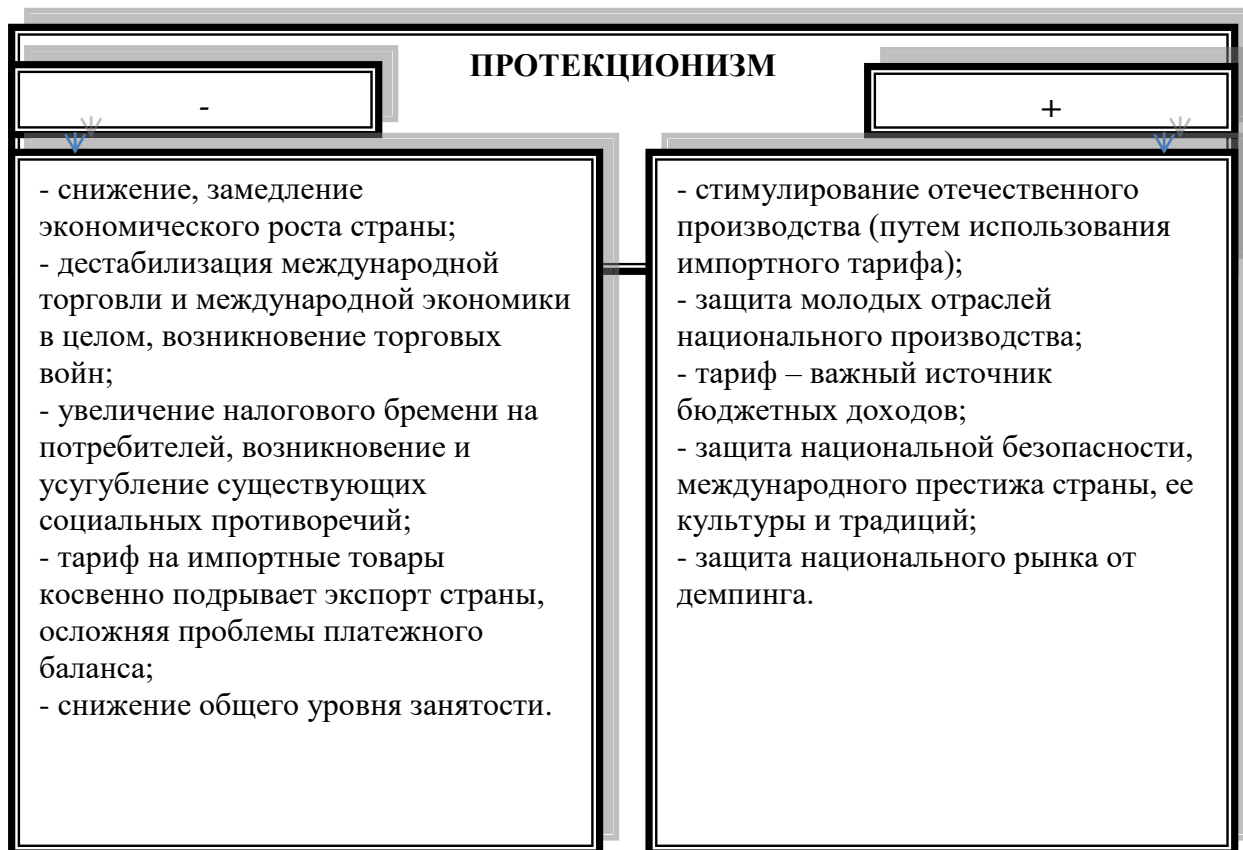 ПРОТЕКЦИОНИЗМ
-
- снижение, замедление
экономического роста страны;
- дестабилизация международной
торговли и международной экономики
в целом, возникновение торговых
войн;
- увеличение налогового бремени на
потребителей, возникновение и
усугубление существующих
социальных противоречий;
- тариф на импортные товары
косвенно подрывает экспорт страны,
осложняя проблемы платежного
баланса;
- снижение общего уровня занятости.
+
- стимулирование отечественного
производства (путем использования
импортного тарифа);
- защита молодых отраслей
национального производства;
- тариф – важный источник
бюджетных доходов;
- защита национальной безопасности,
международного престижа страны, ее
культуры и традиций;
- защита национального рынка от
демпинга.